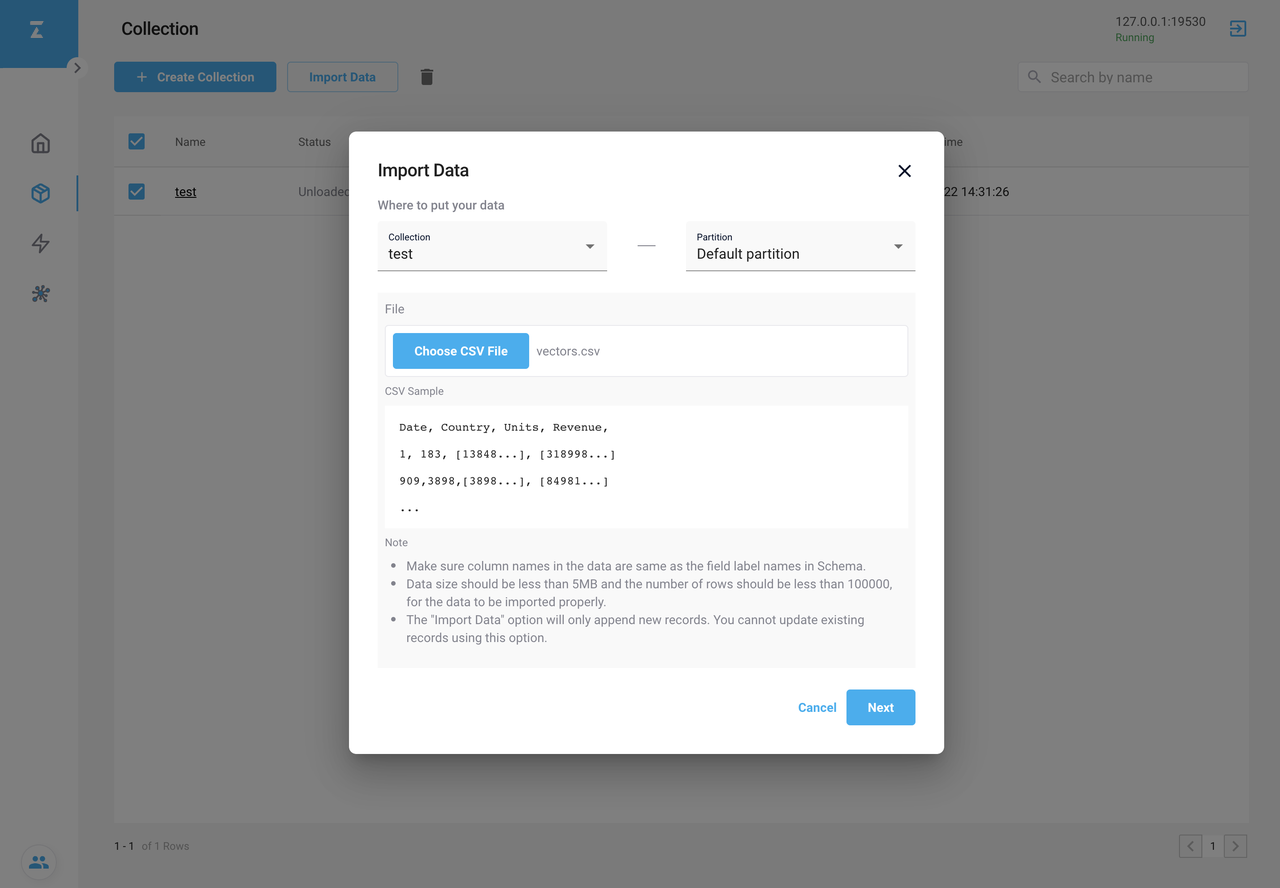 Collection
127.0.0.1:19530
Running
+ Create Collection
Import Data
Search by name
Name
Status
ime
test
Unloaded
22 14:31:26
Import Data
Where to put your data
Collection
test
—
Partition
Default partition
File
Choose CSV File
vectors.csv
CSV Sample
Date, Country, Units, Revenue,
1, 183, [13848...], [318998...]
909,3898,[3898...], [84981...]
...
Note
• Make sure column names in the data are same as the field label names in Schema.
• Data size should be less than 5MB and the number of rows should be less than 100000,
for the data to be imported properly.
• The "Import Data" option will only append new records. You cannot update existing
records using this option.
Cancel
Next
1 - 1 of 1 Rows
1